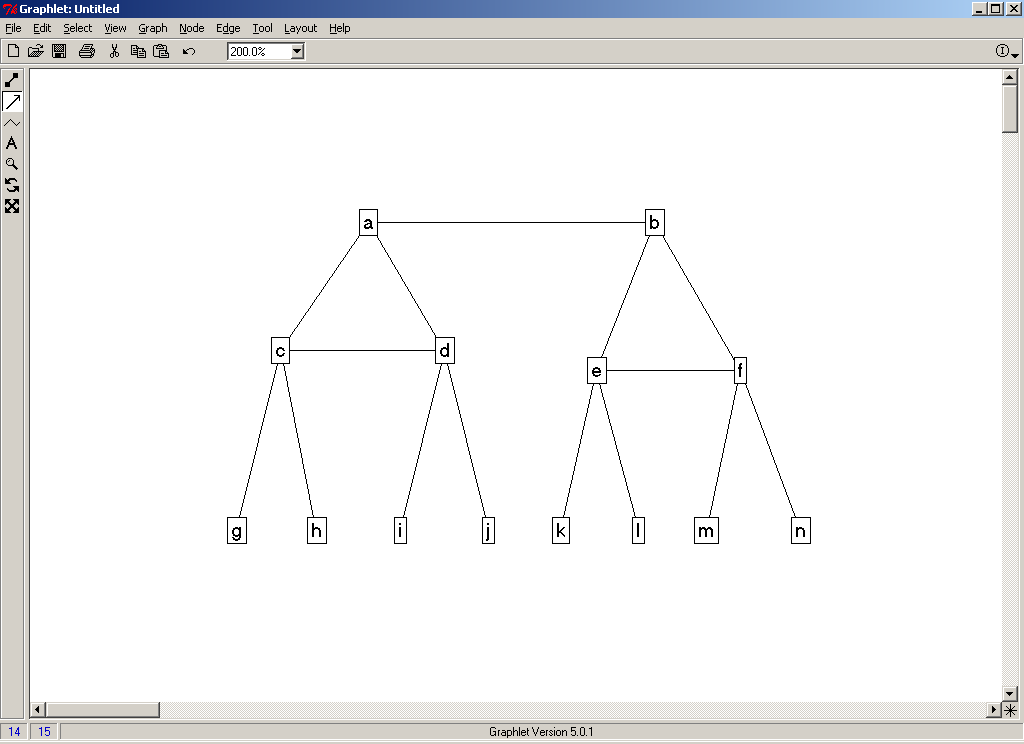 Graphlet: Untitled
File Edit Select View Graph Node Edge Tool Layout Help
200.0%
A
a b
c d
e f
g h i j k l m n
14 15 Graphlet Version 5.0.1